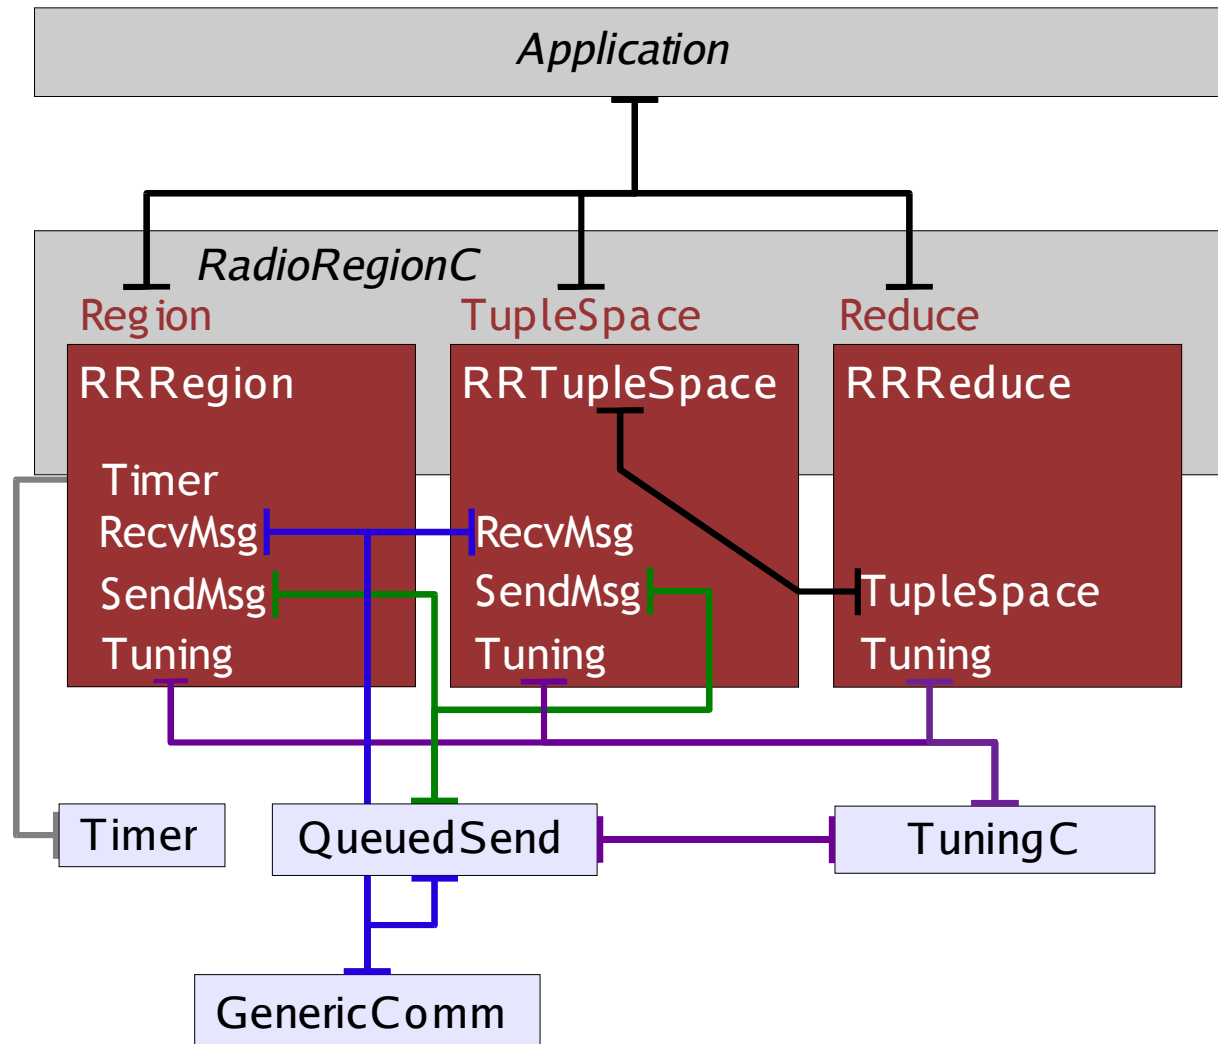 Application
RadioRegionC
Region TupleSpace Reduce
RRRegion RRTupleSpace RRReduce
Timer
RecvMsg RecvMsg
SendMsg SendMsg TupleSpace
Tuning Tuning Tuning
Timer QueuedSend TuningC
GenericComm